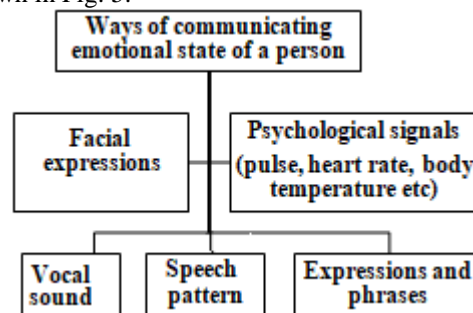 wn in Fig. 3.
Ways of communicating
emotional state of a person
Facial
expressions
Psychological signals
(pulse, heart rate, body
temperature etc)
Vocal
sound
Speech
pattern
Expressions and
phrases